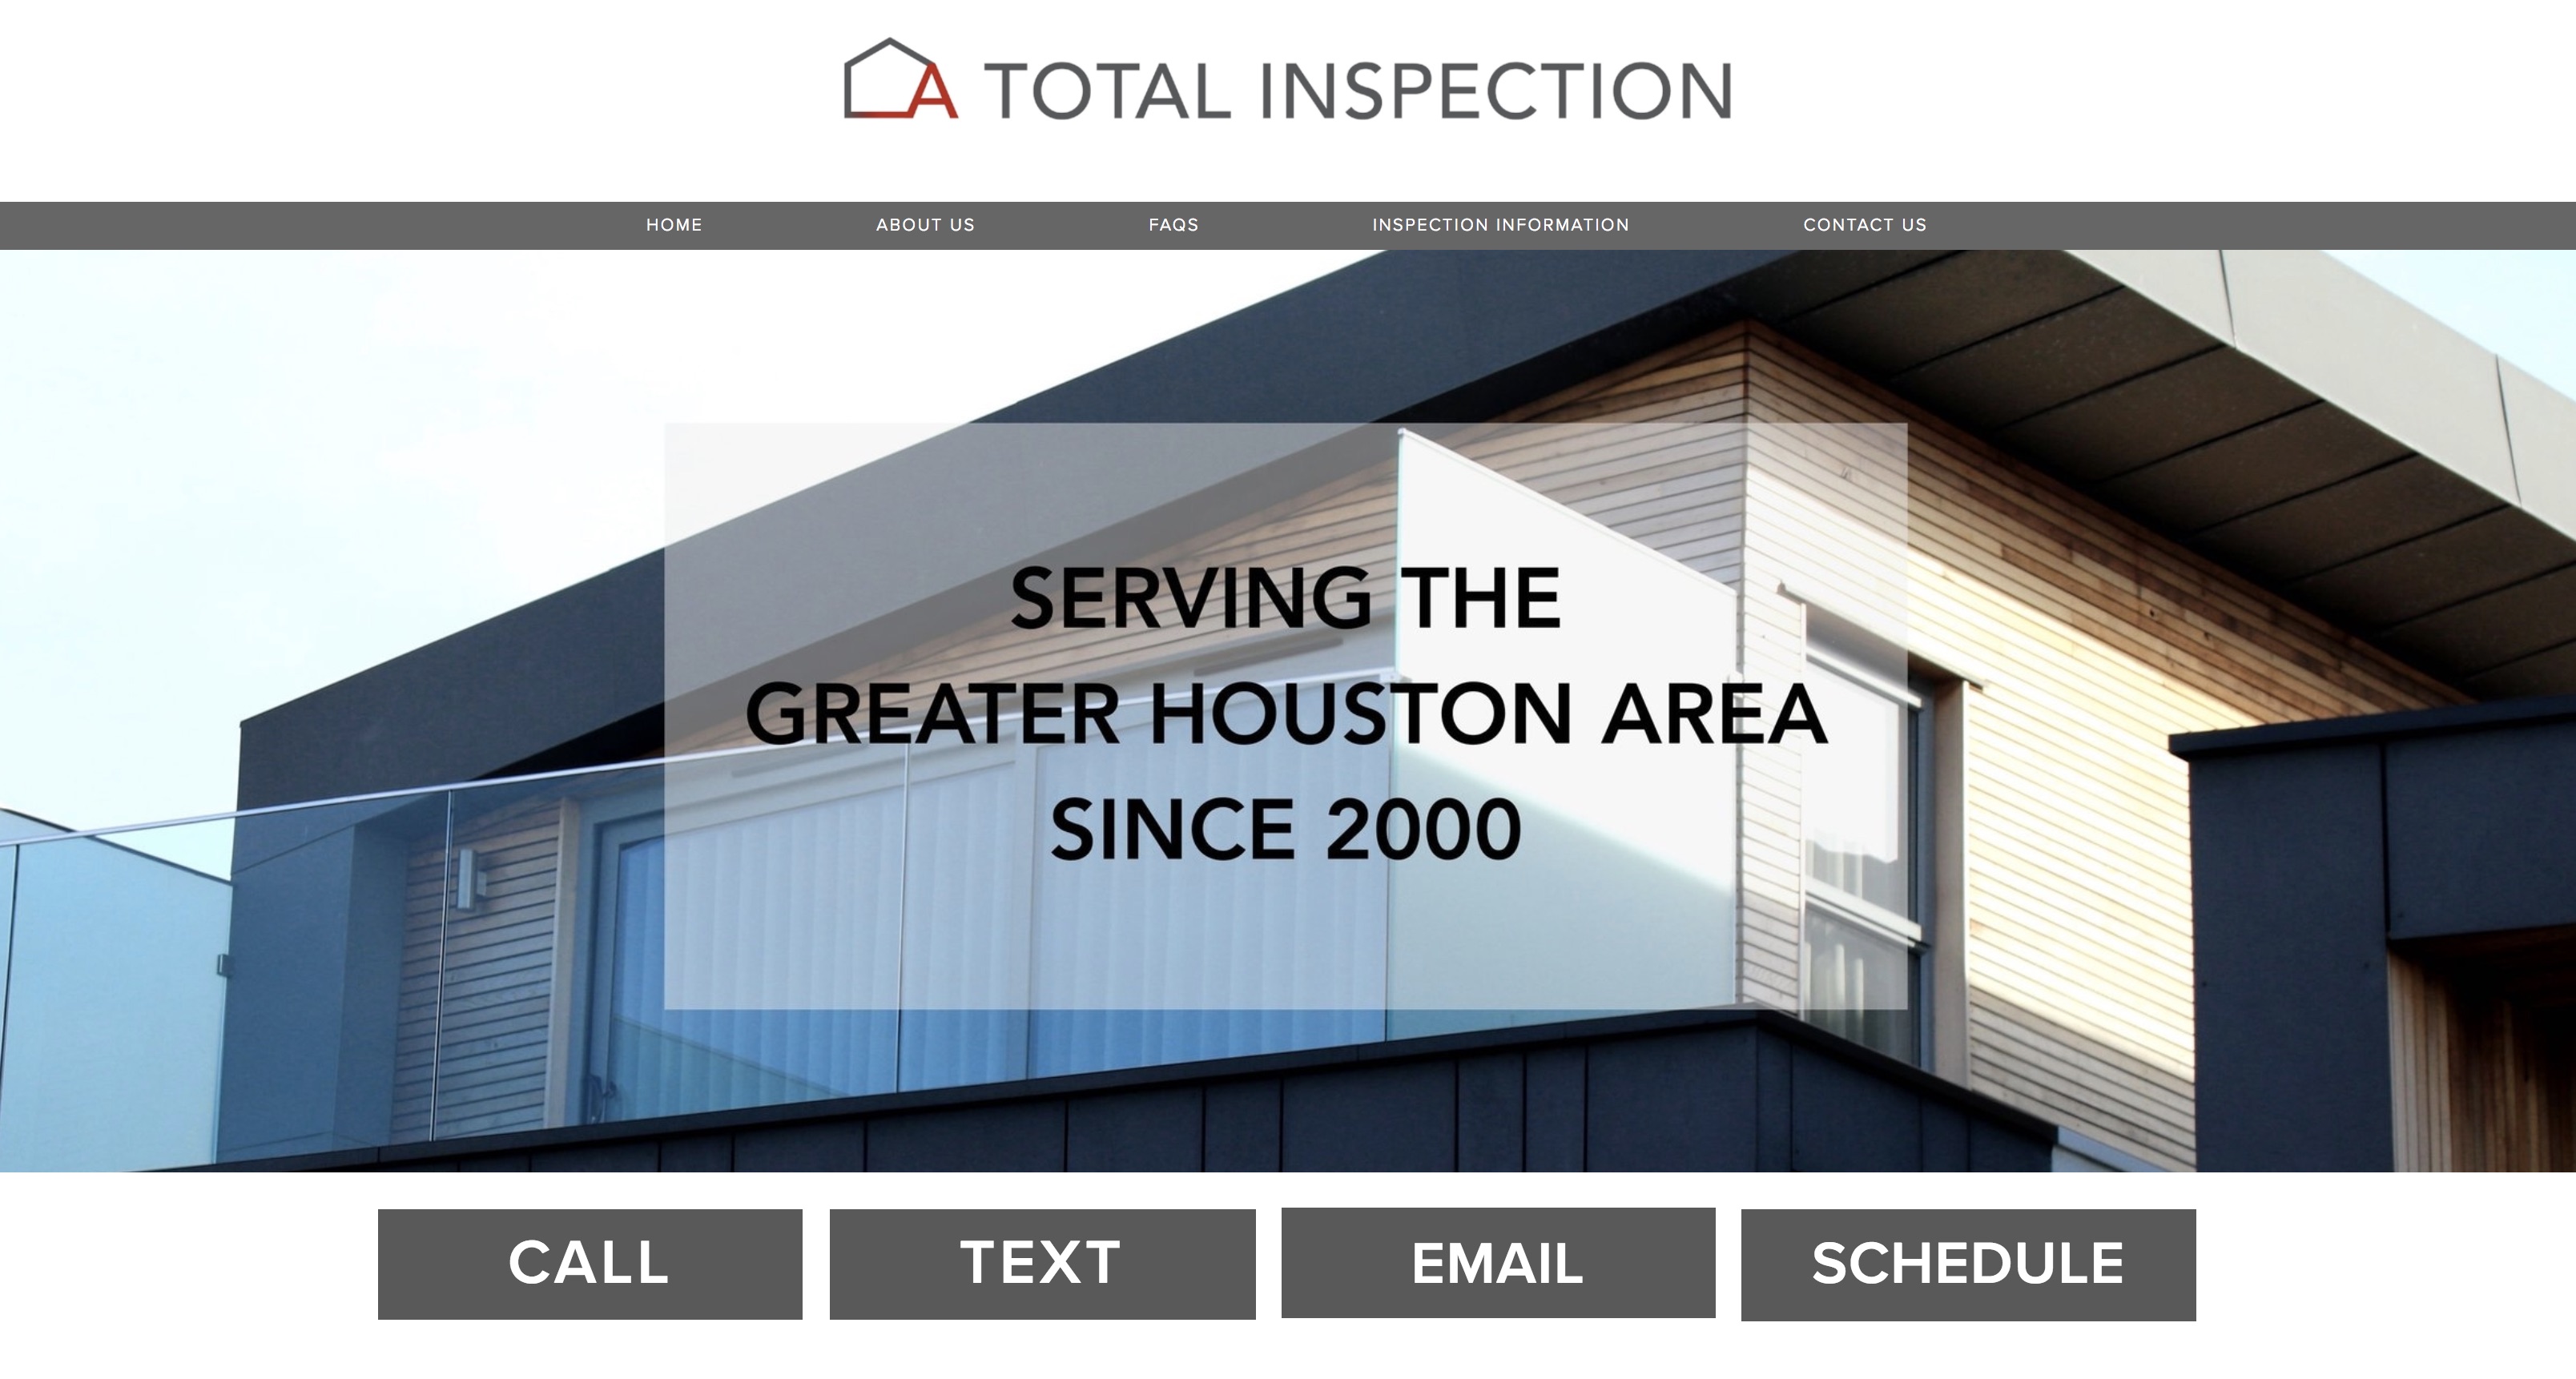 A TOTAL INSPECTION
HOME ABOUT US FAQS INSPECTION INFORMATION CONTACT US
SERVING THE
GREATER HOUSTON AREA
SINCE 2000
CALL TEXT EMAIL SCHEDULE